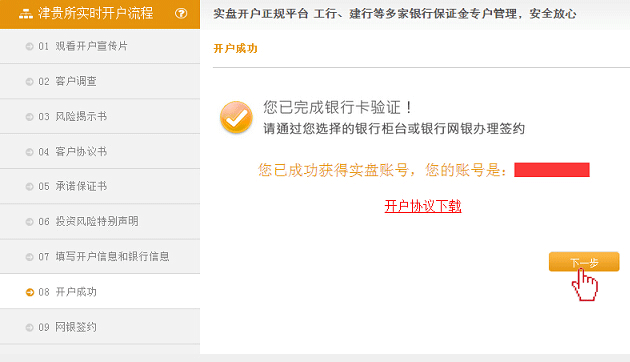 津贵所实时开户流程
01 观看开户宣传片
02 客户调查
03 风险揭示书
04 客户协议书
05 承诺保证书
06 投资风险特别声明
07 填写开户信息和银行信息
08 开户成功
09 网银签约
实盘开户正规平台 工行、建行等多家银行保证金专户管理，安全放心
开户成功
您已完成银行卡验证！
请通过您选择的银行柜台或银行网银办理签约
您已成功获得实盘账号，您的账号是：
开户协议下载
下一步